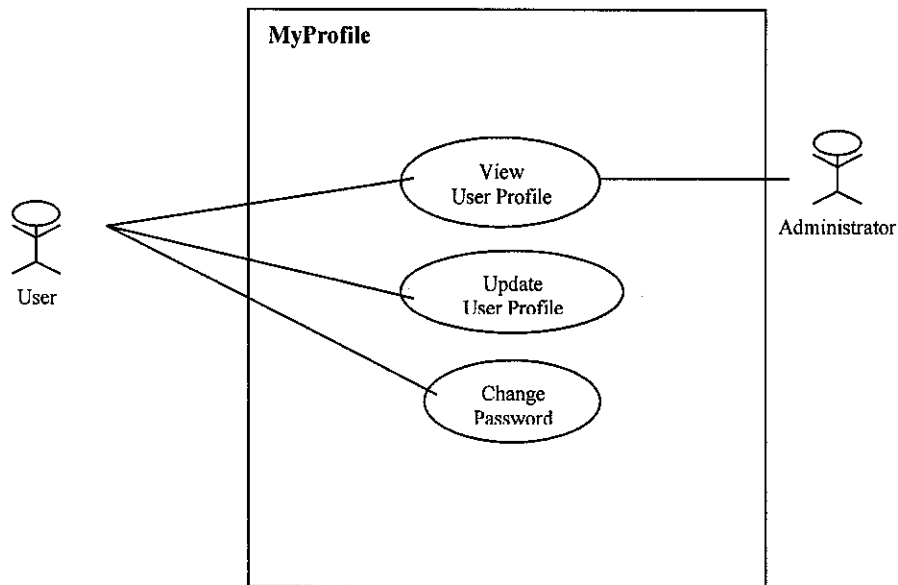 MyProfile
View
User Profile
Administrator
User
Update
User Profile
Change
Password